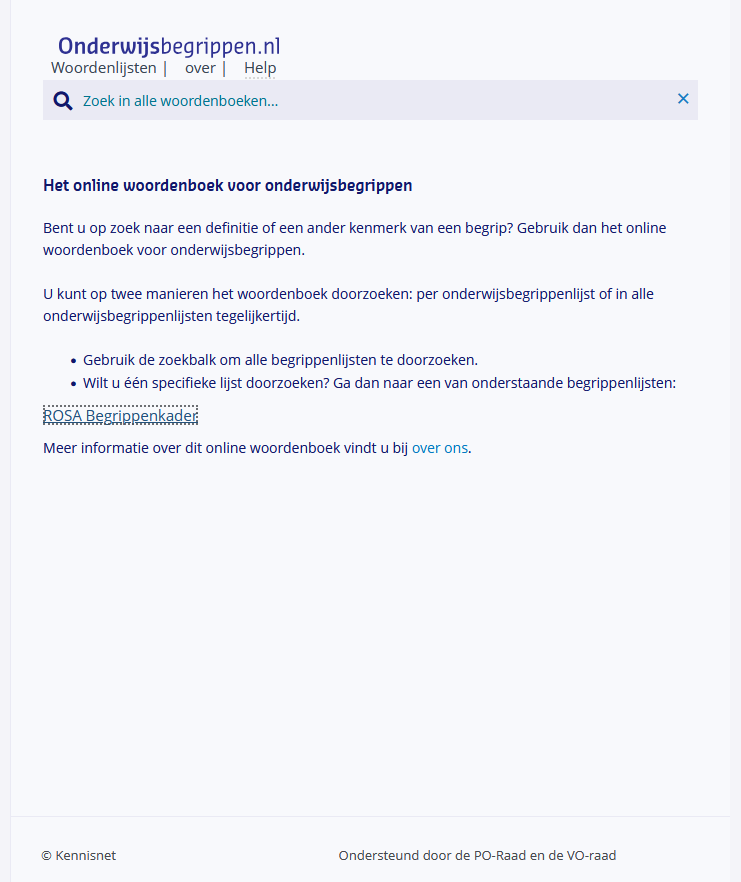 Onderwijsbegrippen.nl
Woordenlijsten | over | Help
Zoek in alle woordenboeken...
Het online woordenboek voor onderwijsbegrippen
Bent u op zoek naar een definitie of een ander kenmerk van een begrip? Gebruik dan het online
woordenboek voor onderwijsbegrippen.
U kunt op twee manieren het woordenboek doorzoeken: per onderwijsbegrippenlijst of in alle
onderwijsbegrippenlijsten tegelijkertijd.
• Gebruik de zoekbalk om alle begrippenlijsten te doorzoeken.
• Wilt u één specifieke lijst doorzoeken? Ga dan naar een van onderstaande begrippenlijsten:
ROSA Begrippenkader
Meer informatie over dit online woordenboek vindt u bij over ons.
© Kennisnet
Ondersteund door de PO-Raad en de VO-raad